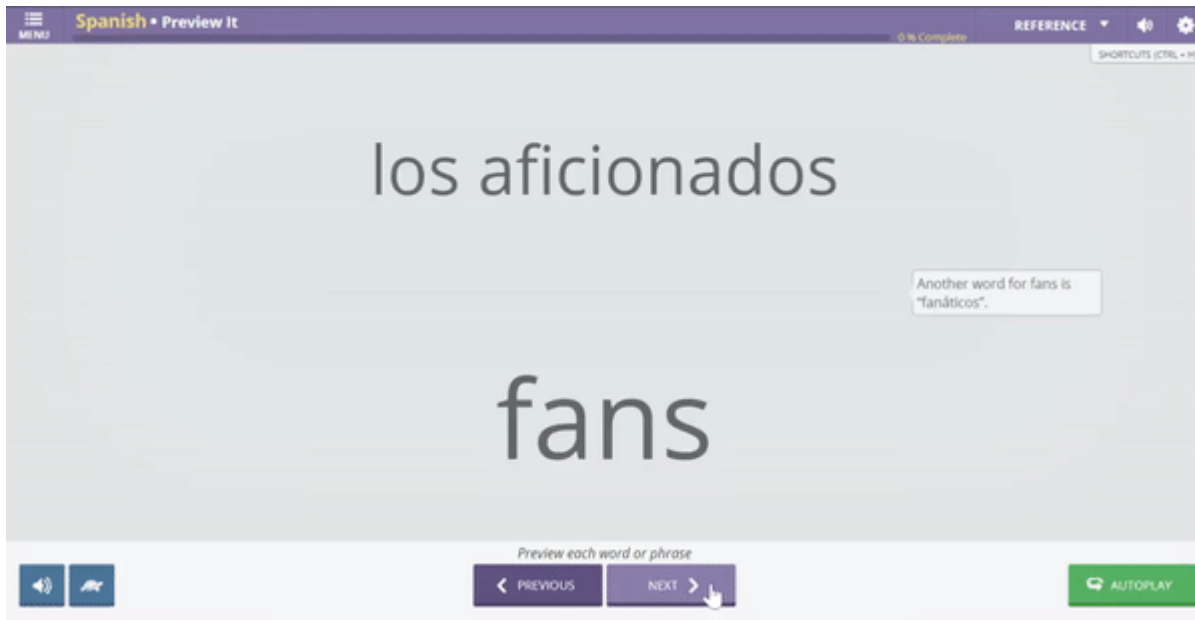 Spanish • Preview It
MENU
0 % Complete
REFERENCE
SHORTCUTS (CTRL + H
los aficionados
Another word for fans is
"fanáticos".
fans
Preview each word or phrase
PREVIOUS
NEXT
AUTOPLAY